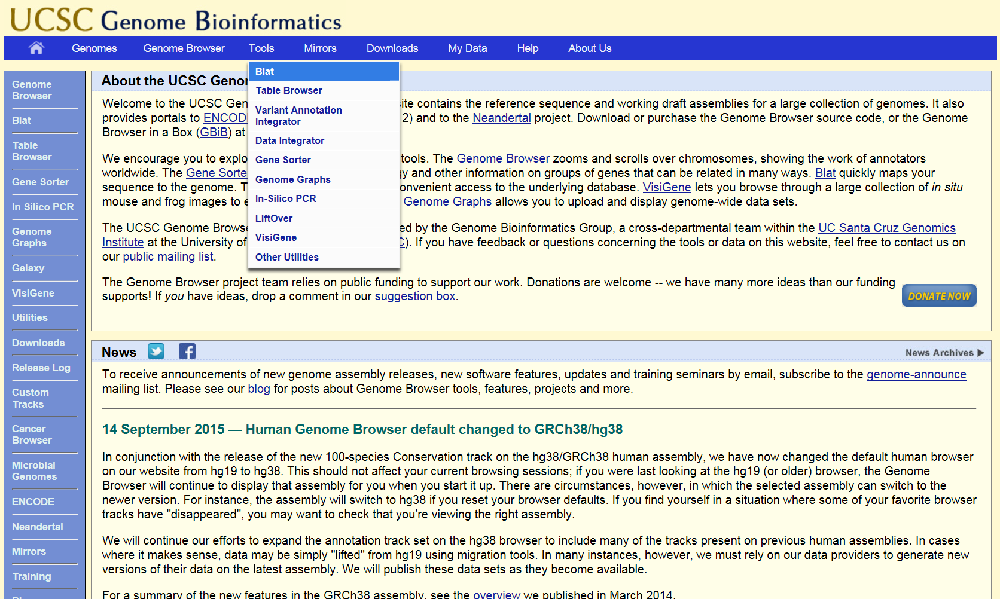 UCSC Genome Bioinformatics
Genomes Genome Browser Tools Mirrors Downloads My Data Help About Us
Blat
Table Browser
Variant Annotation
Integrator
Data Integrator
Gene Sorter
Genome Graphs
In-Silico PCR
LiftOver
VisiGene
Other Utilities
Genome
Browser
Blat
Table
Browser
Gene Sorter
In Silico PCR
Genome
Graphs
Galaxy
VisiGene
Utilities
Downloads
Release Log
Custom
Tracks
Cancer
Browser
Microbial
Genomes
ENCODE
Neandertal
Mirrors
Training
About the UCSC Genom
Welcome to the UCSC Gen ite contains the reference sequence and working draft assemblies for a large collection of genomes. It also
provides portals to ENCOD 2) and to the Neandertal project. Download or purchase the Genome Browser source code, or the Genome
Browser in a Box (GBiB) at
We encourage you to explo tools. The Genome Browser zooms and scrolls over chromosomes, showing the work of annotators
worldwide. The Gene Sorte y and other information on groups of genes that can be related in many ways. Blat quickly maps your
sequence to the genome. T onvenient access to the underlying database. VisiGene lets you browse through a large collection of in situ
mouse and frog images to e Genome Graphs allows you to upload and display genome-wide data sets.
The UCSC Genome Browse ed by the Genome Bioinformatics Group, a cross-departmental team within the UC Santa Cruz Genomics
Institute at the University of C). If you have feedback or questions concerning the tools or data on this website, feel free to contact us on
our public mailing list.
The Genome Browser project team relies on public funding to support our work. Donations are welcome -- we have many more ideas than our funding
supports! If you have ideas, drop a comment in our suggestion box.
DONATE NOW
News
News Archives ▶
To receive announcements of new genome assembly releases, new software features, updates and training seminars by email, subscribe to the genome-announce
mailing list. Please see our blog for posts about Genome Browser tools, features, projects and more.
14 September 2015 — Human Genome Browser default changed to GRCh38/hg38
In conjunction with the release of the new 100-species Conservation track on the hg38/GRCh38 human assembly, we have now changed the default human browser
on our website from hg19 to hg38. This should not affect your current browsing sessions; if you were last looking at the hg19 (or older) browser, the Genome
Browser will continue to display that assembly for you when you start it up. There are circumstances, however, in which the selected assembly can switch to the
newer version. For instance, the assembly will switch to hg38 if you reset your browser defaults. If you find yourself in a situation where some of your favorite browser
tracks have "disappeared", you may want to check that you're viewing the right assembly.
We will continue our efforts to expand the annotation track set on the hg38 browser to include many of the tracks present on previous human assemblies. In cases
where it makes sense, data may be simply "lifted" from hg19 using migration tools. In many instances, however, we must rely on our data providers to generate new
versions of their data on the latest assembly. We will publish these data sets as they become available.
For a summary of the new features in the GRCh38 assembly, see the overview we published in March 2014.